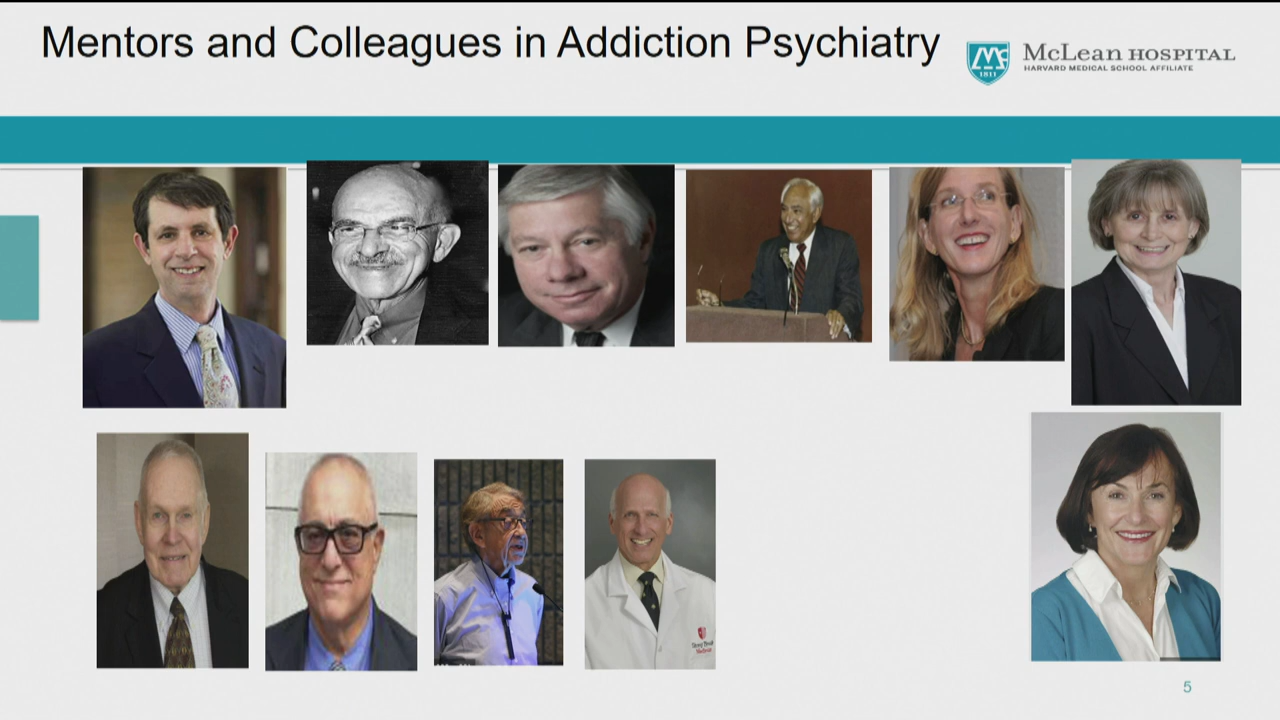 Mentors and Colleagues in Addiction Psychiatry
McLean HOSPITAL
HARVARD MEDICAL SCHOOL AFFILIATE
1811
5